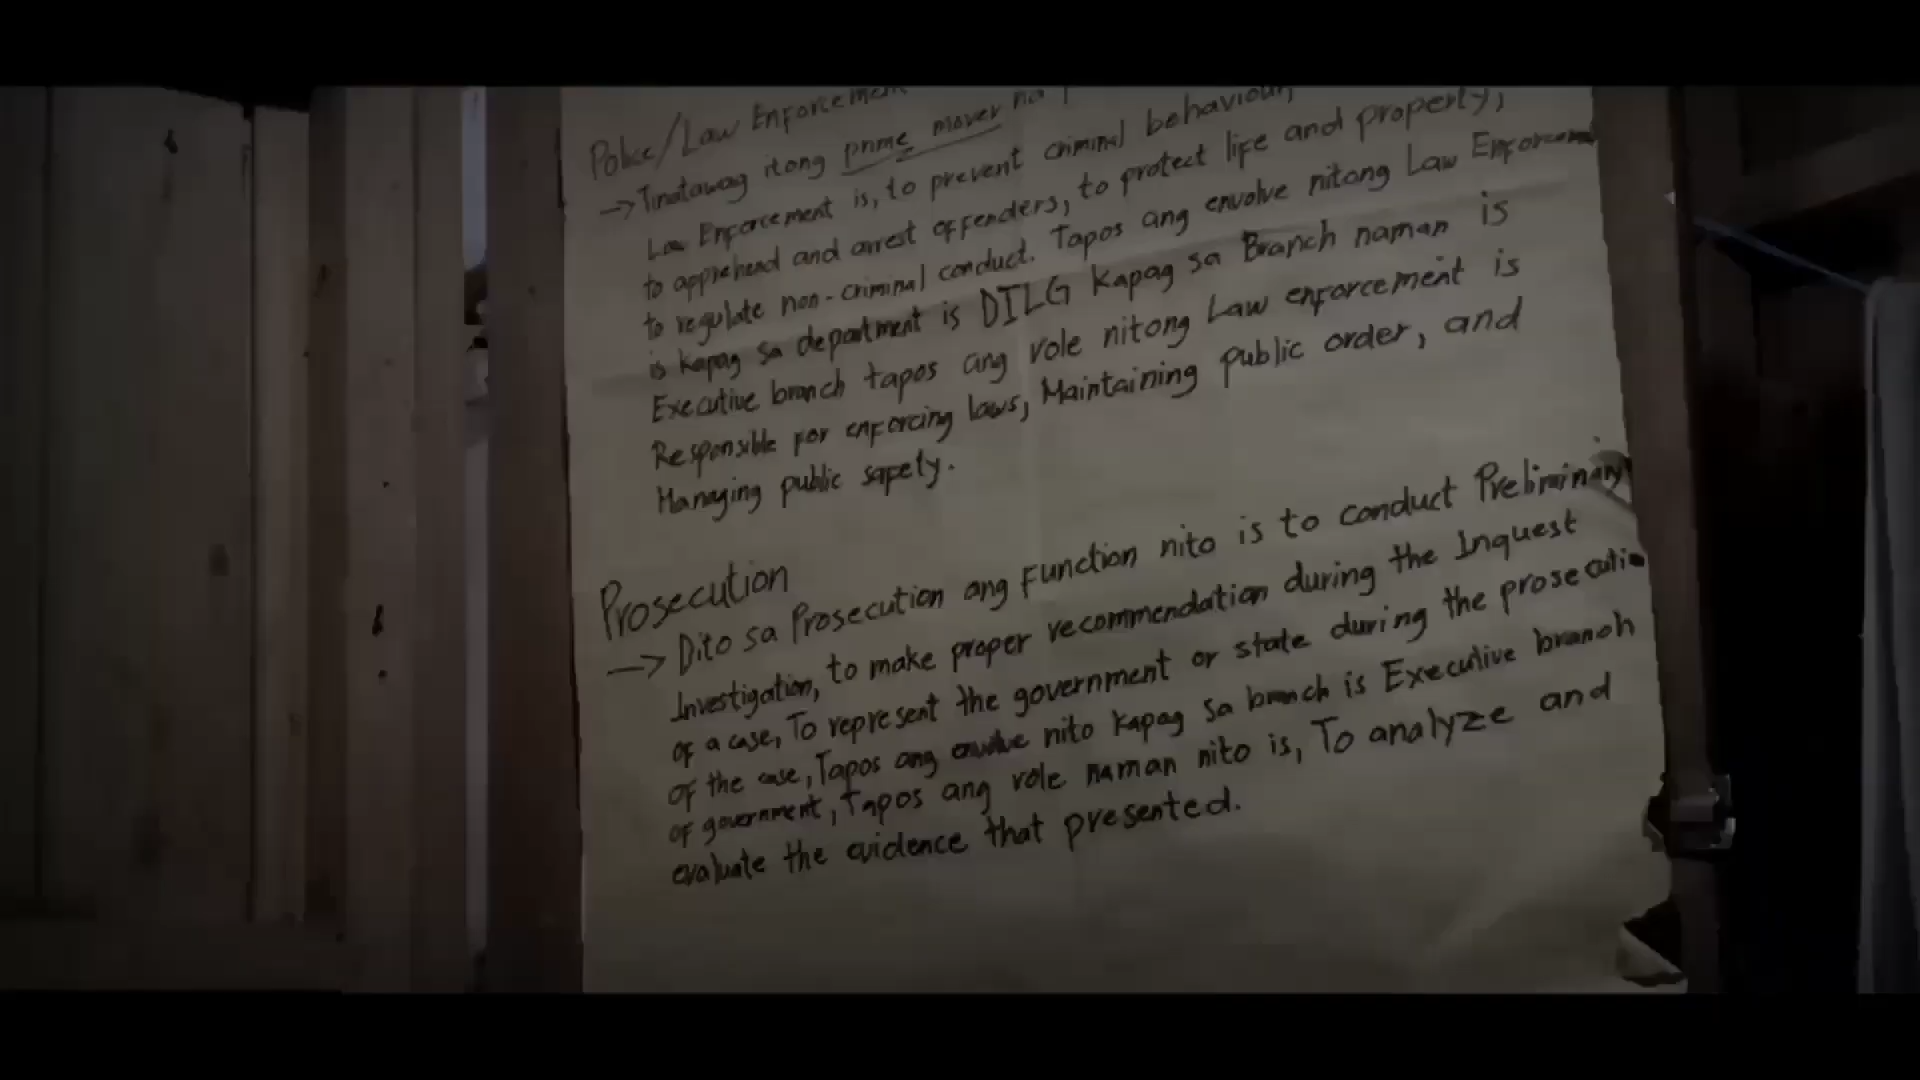 Police/Law Enforcement
→ Tinatawag itong prime mover na
Law Enforcement is, to prevent criminal behaviour,
to apprehend and arrest offenders, to protect life and property,
to regulate non-criminal conduct. Tapos ang envolve nitong Law Enforcement
is kapag sa department is DILG kapag sa Branch naman is
Executive branch tapos ang role nitong Law enforcement is
Responsible for enforcing laws, Maintaining public order, and
Managing public safety.
Prosecution
→ Dito sa Prosecution ang Function nito is to conduct Preliminary
Investigation, to make proper recommendation during the Inquest
of a case, To represent the government or state during the prosecution
of the case, Tapos ang envolve nito kapag sa branch is Executive branch
of government, Tapos ang role naman nito is, To analyze and
evaluate the evidence that presented.